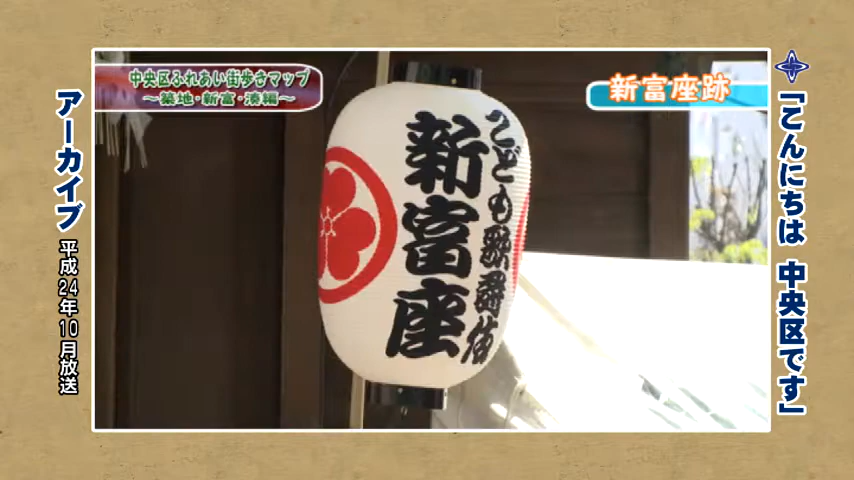 中央区ふれあい街歩きマップ
～築地・新富・湊編～
新富座跡
こども歌舞伎
新富座
「こんにちは 中央区です」
アーカイブ 平成24年10月放送